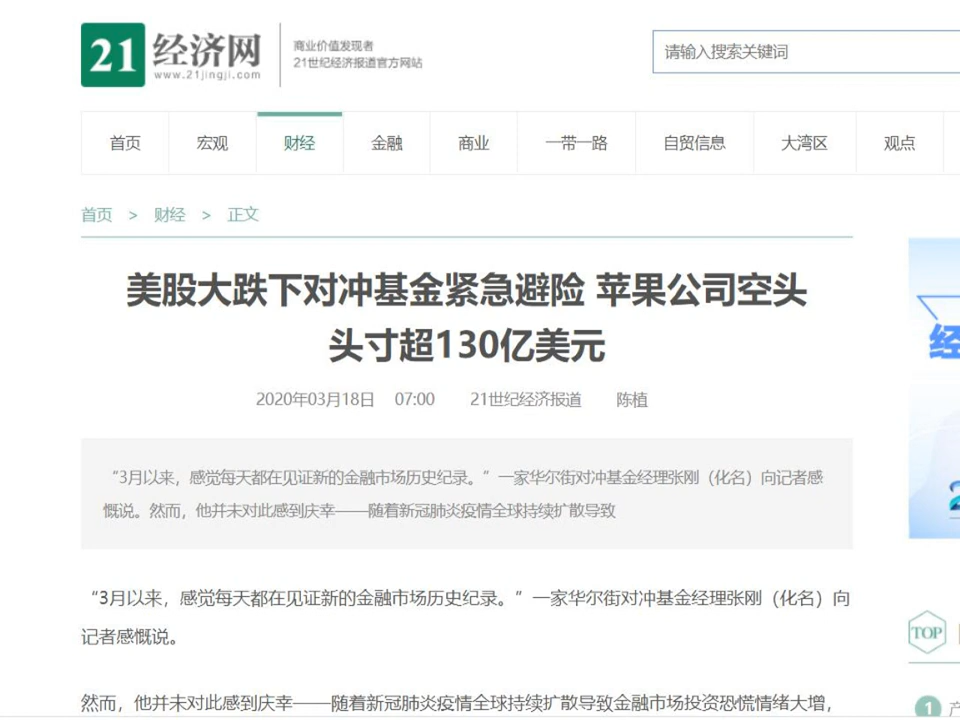 21 经济网
www.21jingji.com
商业价值发现者
21世纪经济报道官方网站
请输入搜索关键词
首页 宏观 财经 金融 商业 一带一路 自贸信息 大湾区 观点
首页 > 财经 > 正文
美股大跌下对冲基金紧急避险 苹果公司空头
头寸超130亿美元
2020年03月18日 07:00 21世纪经济报道 陈植
“3月以来，感觉每天都在见证新的金融市场历史纪录。”一家华尔街对冲基金经理张刚（化名）向记者感
慨说。然而，他并未对此感到庆幸——随着新冠肺炎疫情全球持续扩散导致
“3月以来，感觉每天都在见证新的金融市场历史纪录。”一家华尔街对冲基金经理张刚（化名）向
记者感慨说。
然而，他并未对此感到庆幸——随着新冠肺炎疫情全球持续扩散导致金融市场投资恐慌情绪大增，
经
2
TOP
1 产